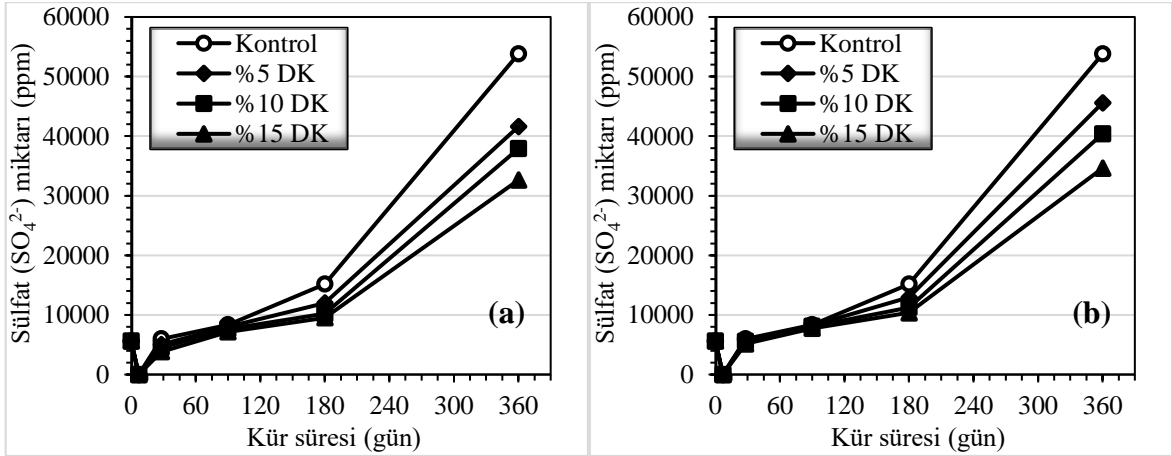 Sülfat (SO₄²⁻) miktarı (ppm)
60000
50000
40000
30000
20000
10000
0
Kontrol
%5 DK
%10 DK
%15 DK
(a)
0 60 120 180 240 300 360
Kür süresi (gün)
Sülfat (SO₄²⁻) miktarı (ppm)
60000
50000
40000
30000
20000
10000
0
Kontrol
%5 DK
%10 DK
%15 DK
(b)
0 60 120 180 240 300 360
Kür süresi (gün)